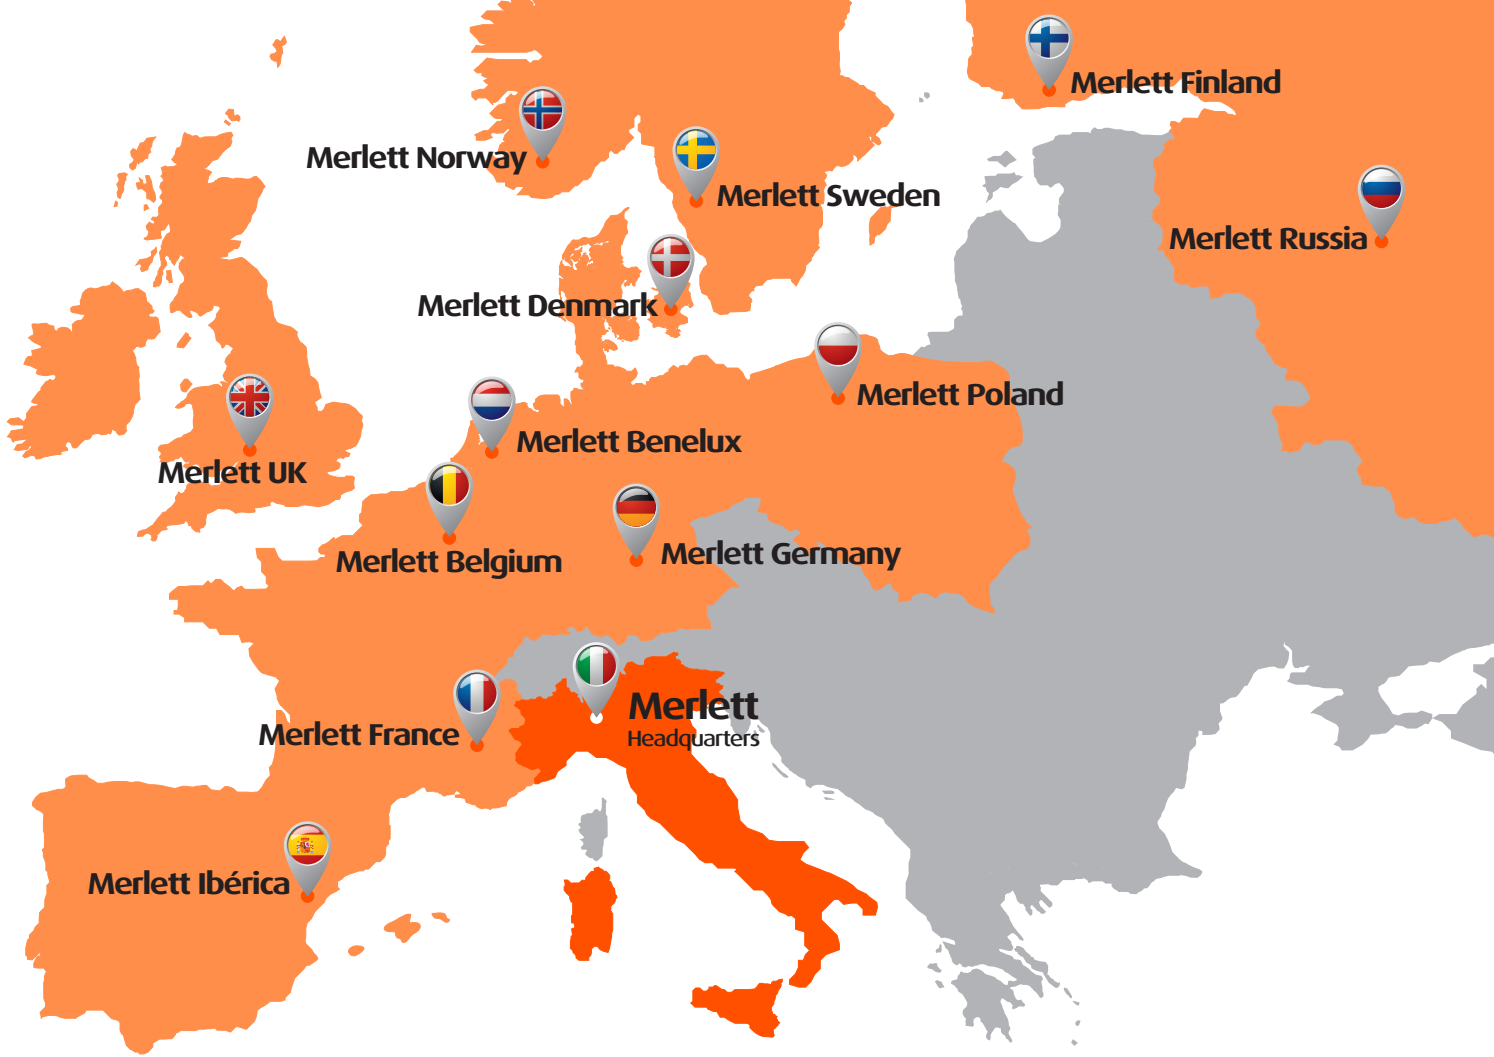 Merlett Finland
Merlett Norway
Merlett Sweden
Merlett Russia
Merlett Denmark
Merlett Poland
Merlett Benelux
Merlett UK
Merlett Belgium
Merlett Germany
Merlett
Headquarters
Merlett France
Merlett Ibérica